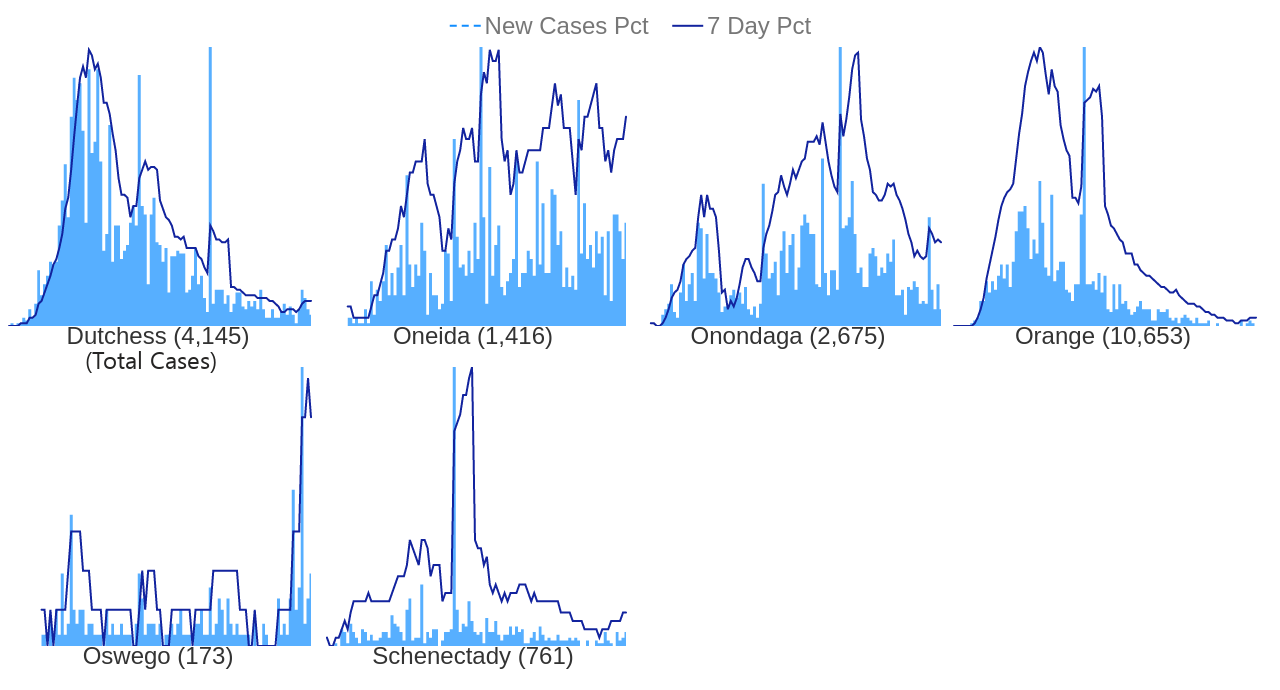 New Cases Pct 7 Day Pct
Dutchess (4,145) Oneida (1,416) Onondaga (2,675) Orange (10,653)
(Total Cases)
Oswego (173) Schenectady (761)